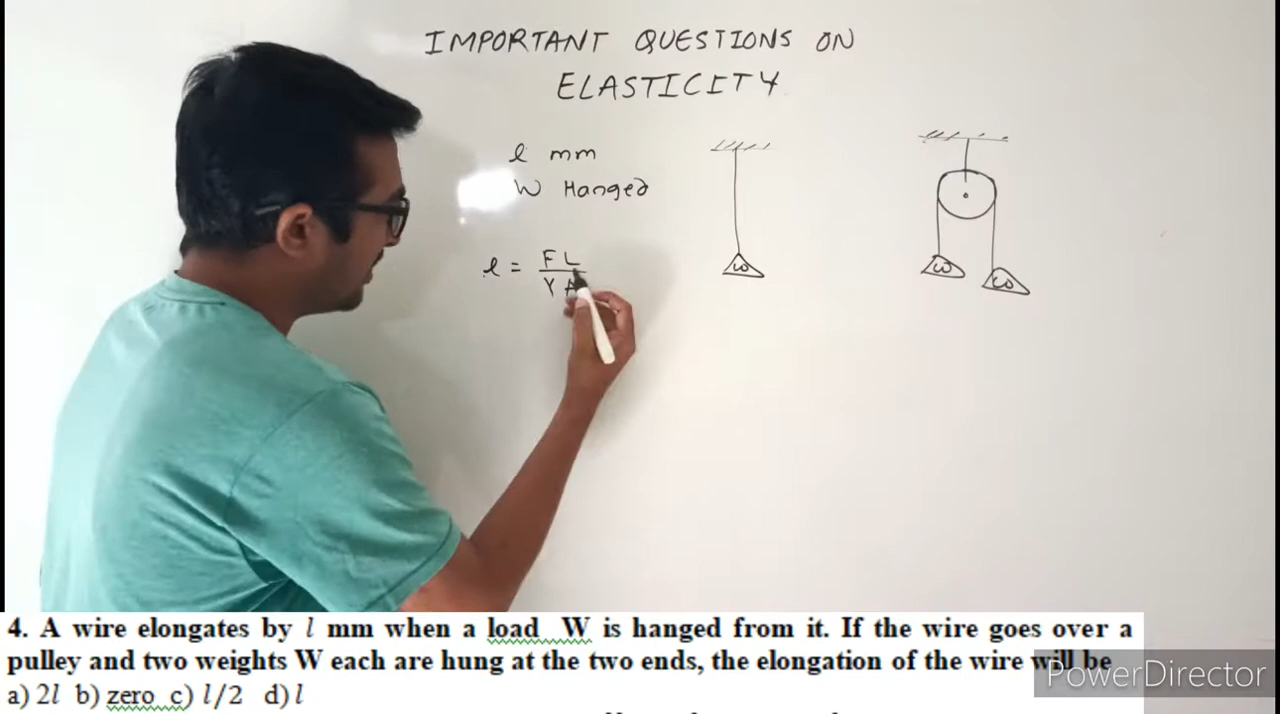 IMPORTANT QUESTIONS ON
ELASTICITY
l mm
W Hanged
l = FL
YA
W
W
W
4. A wire elongates by l mm when a load W is hanged from it. If the wire goes over a
pulley and two weights W each are hung at the two ends, the elongation of the wire will be
a) 2l b) zero c) l/2 d) l
PowerDirector